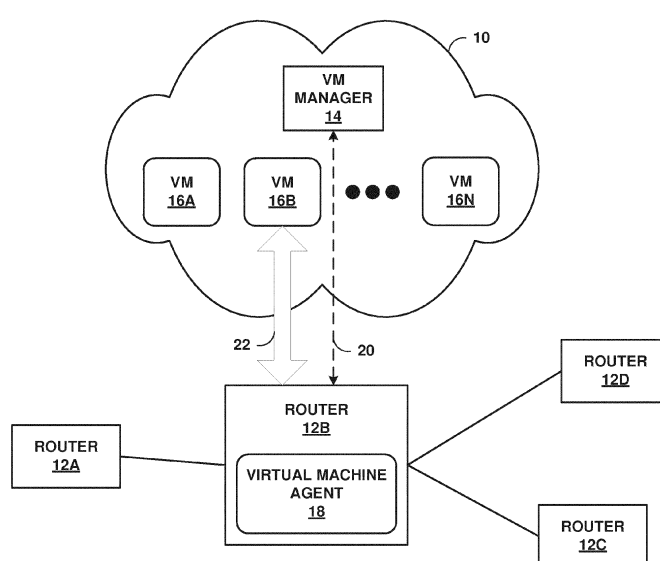 10
VM
MANAGER
14
VM
16A
VM
16B
VM
16N
22
20
ROUTER
12D
ROUTER
12B
ROUTER
12A
VIRTUAL MACHINE
AGENT
18
ROUTER
12C